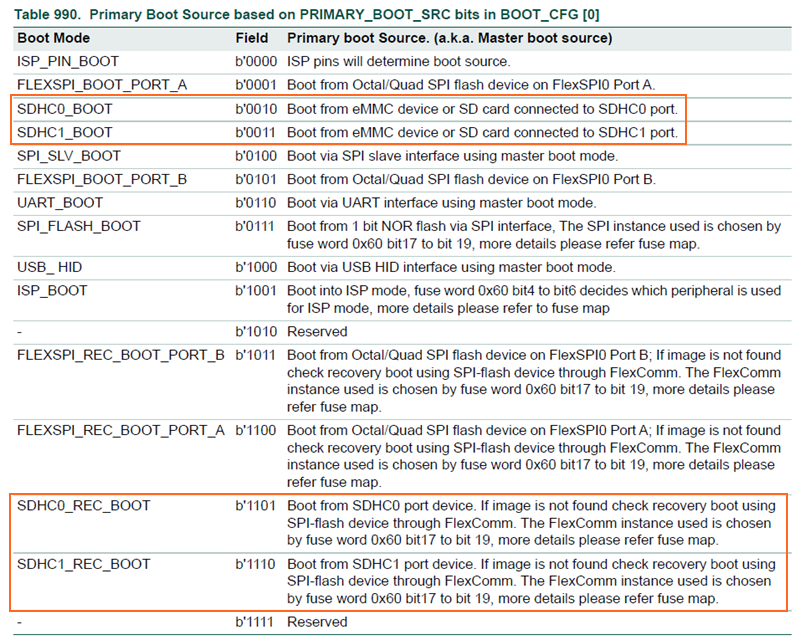 Table 990. Primary Boot Source based on PRIMARY_BOOT_SRC bits in BOOT_CFG [0]
Boot Mode Field Primary boot Source. (a.k.a. Master boot source)
ISP_PIN_BOOT b'0000 ISP pins will determine boot source.
FLEXSPI_BOOT_PORT_A b'0001 Boot from Octal/Quad SPI flash device on FlexSPI0 Port A.
SDHC0_BOOT b'0010 Boot from eMMC device or SD card connected to SDHC0 port.
SDHC1_BOOT b'0011 Boot from eMMC device or SD card connected to SDHC1 port.
SPI_SLV_BOOT b'0100 Boot via SPI slave interface using master boot mode.
FLEXSPI_BOOT_PORT_B b'0101 Boot from Octal/Quad SPI flash device on FlexSPI0 Port B.
UART_BOOT b'0110 Boot via UART interface using master boot mode.
SPI_FLASH_BOOT b'0111 Boot from 1 bit NOR flash via SPI interface, The SPI instance used is chosen by
fuse word 0x60 bit17 to bit 19, more details please refer fuse map.
USB_ HID b'1000 Boot via USB HID interface using master boot mode.
ISP_BOOT b'1001 Boot into ISP mode, fuse word 0x60 bit4 to bit6 decides which peripheral is used
for ISP mode, more details please refer to fuse map
- b'1010 Reserved
FLEXSPI_REC_BOOT_PORT_B b'1011 Boot from Octal/Quad SPI flash device on FlexSPI0 Port B; If image is not found
check recovery boot using SPI-flash device through FlexComm. The FlexComm
instance used is chosen by fuse word 0x60 bit17 to bit 19, more details please
refer fuse map.
FLEXSPI_REC_BOOT_PORT_A b'1100 Boot from Octal/Quad SPI flash device on FlexSPI0 Port A; If image is not found
check recovery boot using SPI-flash device through FlexComm. The FlexComm
instance used is chosen by fuse word 0x60 bit17 to bit 19, more details please
refer fuse map.
SDHC0_REC_BOOT b'1101 Boot from SDHC0 port device. If image is not found check recovery boot using
SPI-flash device through FlexComm. The FlexComm instance used is chosen
by fuse word 0x60 bit17 to bit 19, more details please refer fuse map.
SDHC1_REC_BOOT b'1110 Boot from SDHC1 port device. If image is not found check recovery boot using
SPI-flash device through FlexComm. The FlexComm instance used is chosen
by fuse word 0x60 bit17 to bit 19, more details please refer fuse map.
- b'1111 Reserved